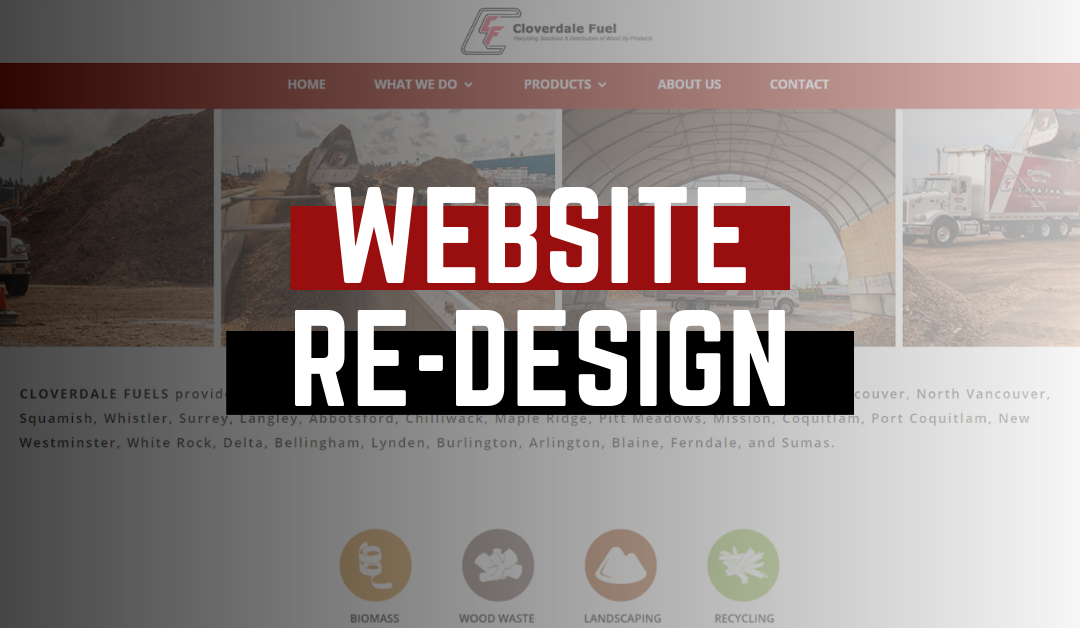 Cloverdale Fuel
Recycling Solutions & Distributors of Wood By-Products
HOME WHAT WE DO PRODUCTS ABOUT US CONTACT
WEBSITE
RE-DESIGN
CLOVERDALE FUELS couver, North Vancouver,
Squamish, Whistler, Surrey, Langley, Abbotsford, Chilliwack, Maple Ridge, Pitt Meadows, Mission, Coquitlam, Port Coquitlam, New
Westminster, White Rock, Delta, Bellingham, Lynden, Burlington, Arlington, Blaine, Ferndale, and Sumas.
BIOMASS WOOD WASTE LANDSCAPING RECYCLING